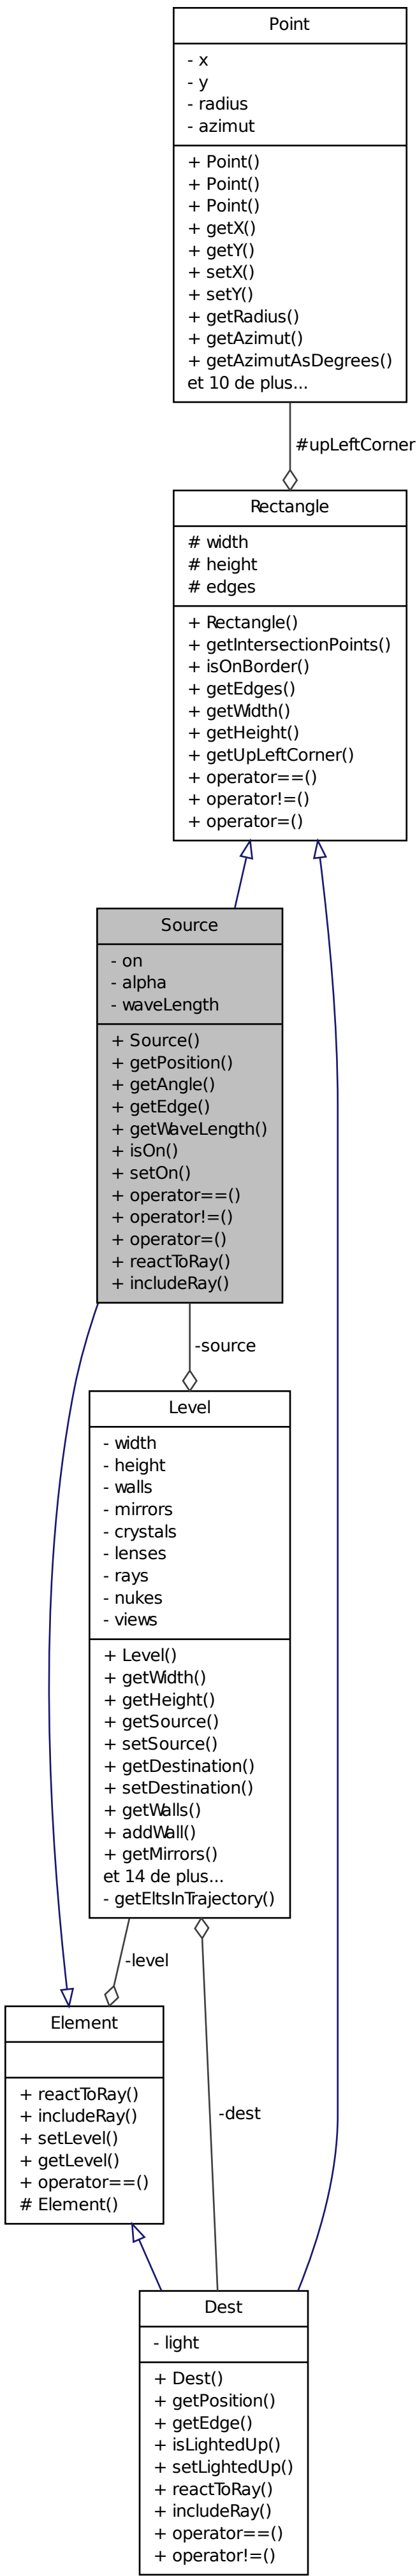 Point
- x
- y
- radius
- azimut
+ Point()
+ Point()
+ Point()
+ getX()
+ getY()
+ setX()
+ setY()
+ getRadius()
+ getAzimut()
+ getAzimutAsDegrees()
et 10 de plus...
#upLeftCorner
Rectangle
# width
# height
# edges
+ Rectangle()
+ getIntersectionPoints()
+ isOnBorder()
+ getEdges()
+ getWidth()
+ getHeight()
+ getUpLeftCorner()
+ operator==()
+ operator!=()
+ operator=()
Source
- on
- alpha
- waveLength
+ Source()
+ getPosition()
+ getAngle()
+ getEdge()
+ getWaveLength()
+ isOn()
+ setOn()
+ operator==()
+ operator!=()
+ operator=()
+ reactToRay()
+ includeRay()
-source
Level
- width
- height
- walls
- mirrors
- crystals
- lenses
- rays
- nukes
- views
+ Level()
+ getWidth()
+ getHeight()
+ getSource()
+ setSource()
+ getDestination()
+ setDestination()
+ getWalls()
+ addWall()
+ getMirrors()
et 14 de plus...
- getEltsInTrajectory()
-level
Element
+ reactToRay()
+ includeRay()
+ setLevel()
+ getLevel()
+ operator==()
# Element()
-dest
Dest
- light
+ Dest()
+ getPosition()
+ getEdge()
+ isLightedUp()
+ setLightedUp()
+ reactToRay()
+ includeRay()
+ operator==()
+ operator!=()